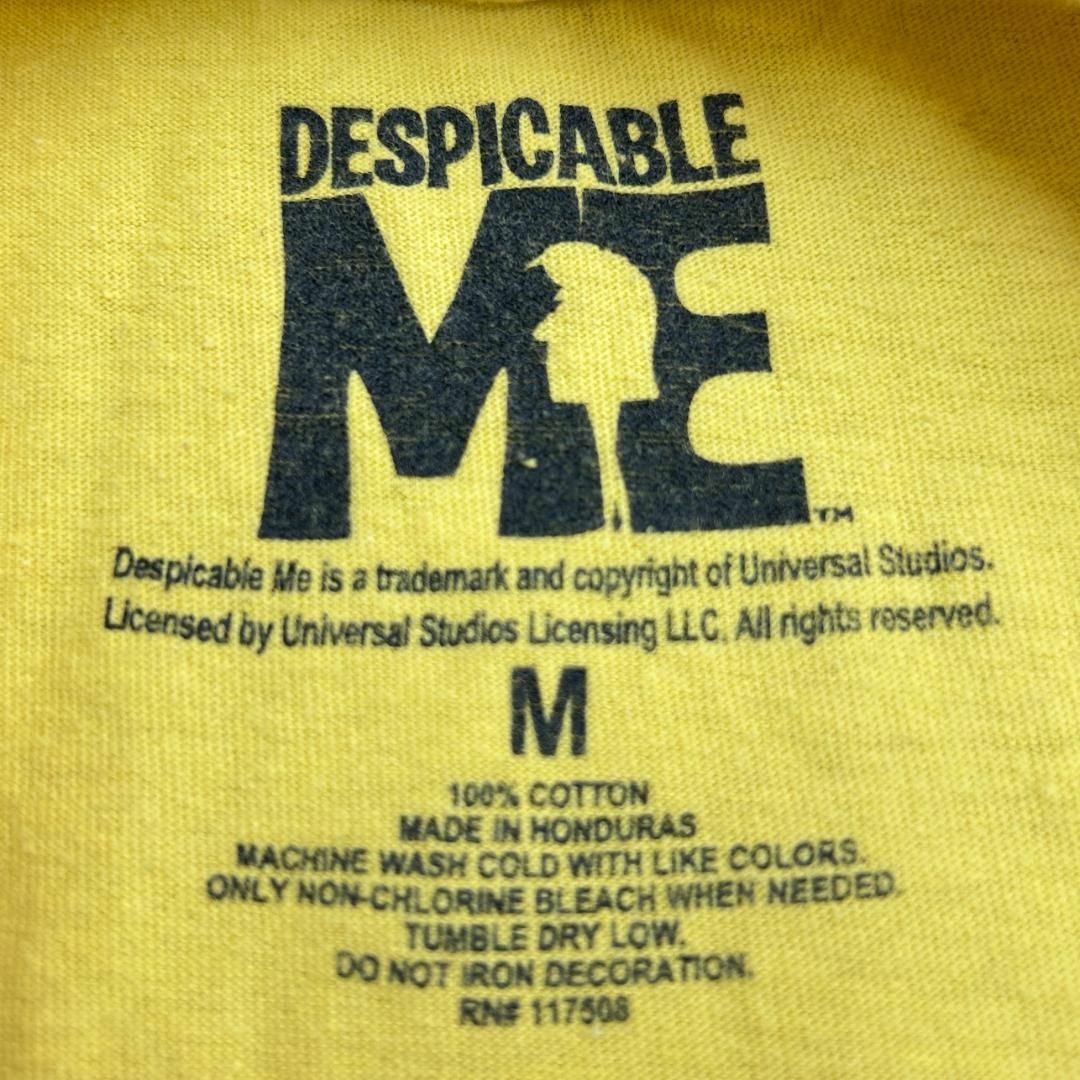 DESPICABLE
ME™
Despicable Me is a trademark and copyright of Universal Studios.
Licensed by Universal Studios Licensing LLC. All rights reserved.
M
100% COTTON
MADE IN HONDURAS
MACHINE WASH COLD WITH LIKE COLORS.
ONLY NON-CHLORINE BLEACH WHEN NEEDED.
TUMBLE DRY LOW.
DO NOT IRON DECORATION.
RN# 117508